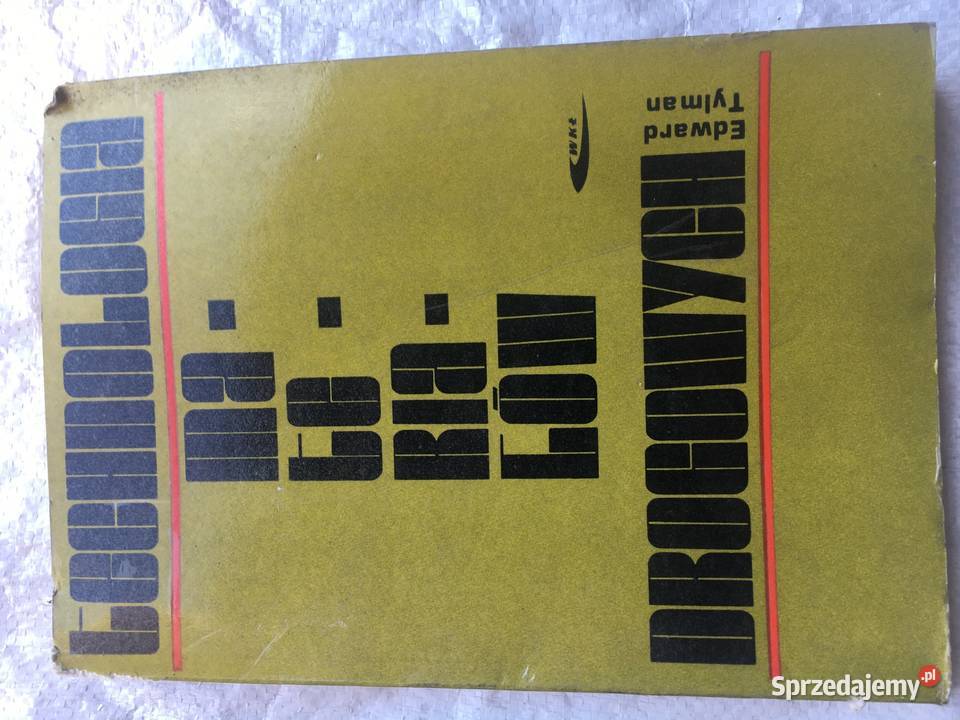 technologia
ma·
te·
ria·
łów
DROGOWYCH
Edward
Tylman
WKŁ
Sprzedajemy.pl